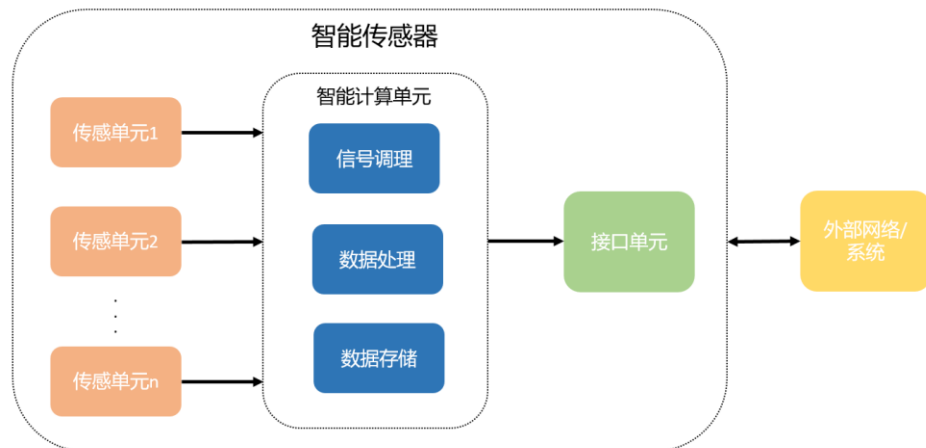 智能传感器
智能计算单元
传感单元1
信号调理
传感单元2
数据处理
接口单元
外部网络/
系统
数据存储
传感单元n